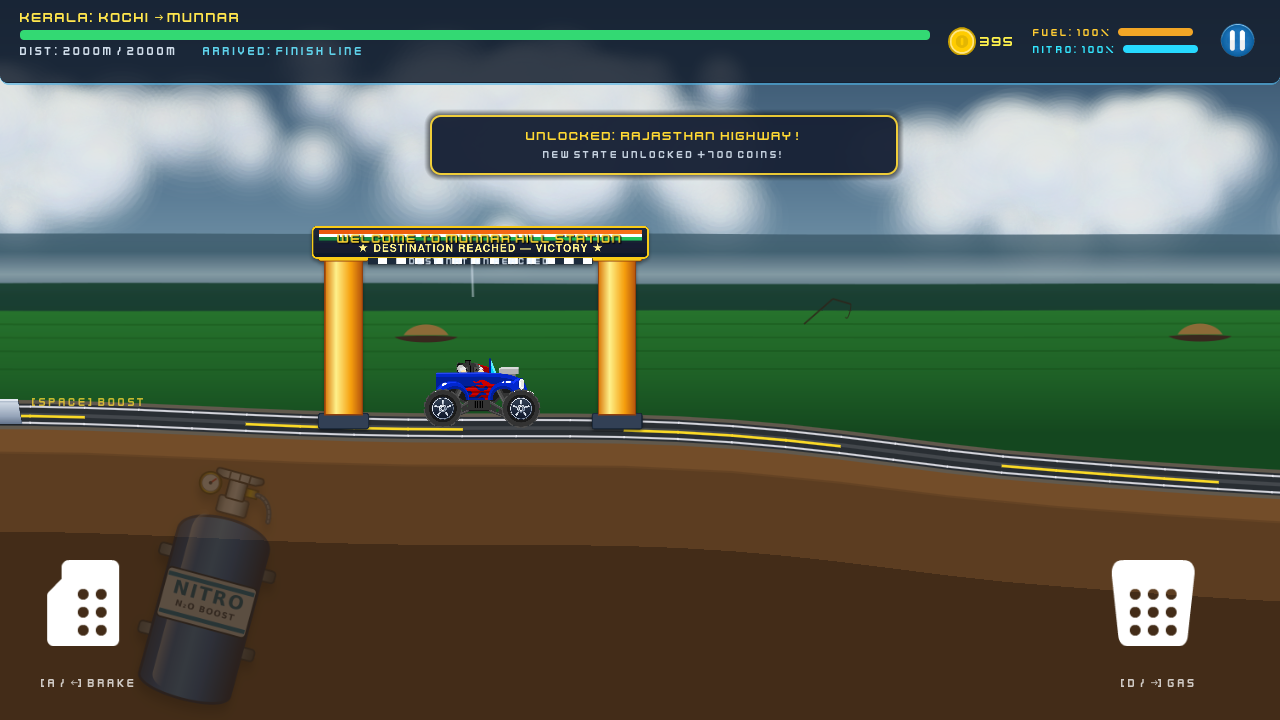 KERALA: KOCHI → MUNNAR
DIST: 2000M / 2000M ARRIVED: FINISH LINE
395
FUEL: 100%
NITRO: 100%
UNLOCKED: RAJASTHAN HIGHWAY!
NEW STATE UNLOCKED +700 COINS!
WELCOME TO MUNNAR HILL STATION
★ DESTINATION REACHED — VICTORY ★
[SPACE] BOOST
NITRO
N₂O BOOST
[A / ←] BRAKE
[D / →] GAS